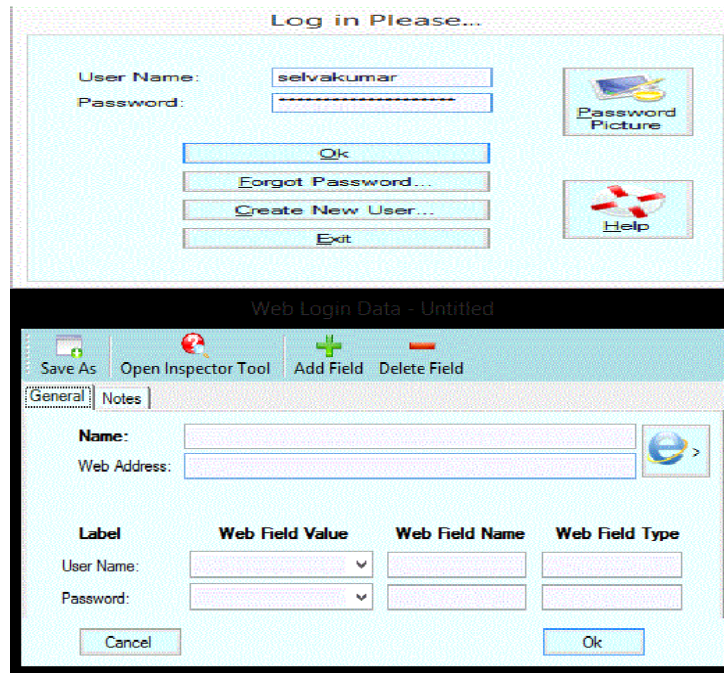 Log in Please...
User Name: selvakumar
Password: *********************
Password Picture
Ok
Forgot Password...
Create New User...
Help
Exit
Web Login Data - Untitled
Save As Open Inspector Tool Add Field Delete Field
General Notes
Name:
Web Address:
>
Label Web Field Value Web Field Name Web Field Type
User Name:
Password:
Cancel Ok